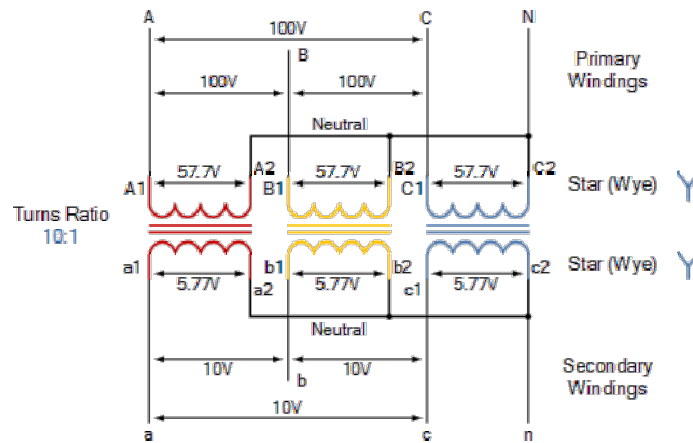 A C N
100V
B
100V 100V
Primary
Windings
Neutral
A1 57.7V A2 B1 57.7V B2 C1 57.7V C2
Star (Wye)
Turns Ratio
10:1
a1 5.77V a2 b1 5.77V b2 c1 5.77V c2
Star (Wye)
Neutral
10V 10V
b
Secondary
Windings
10V
a c n